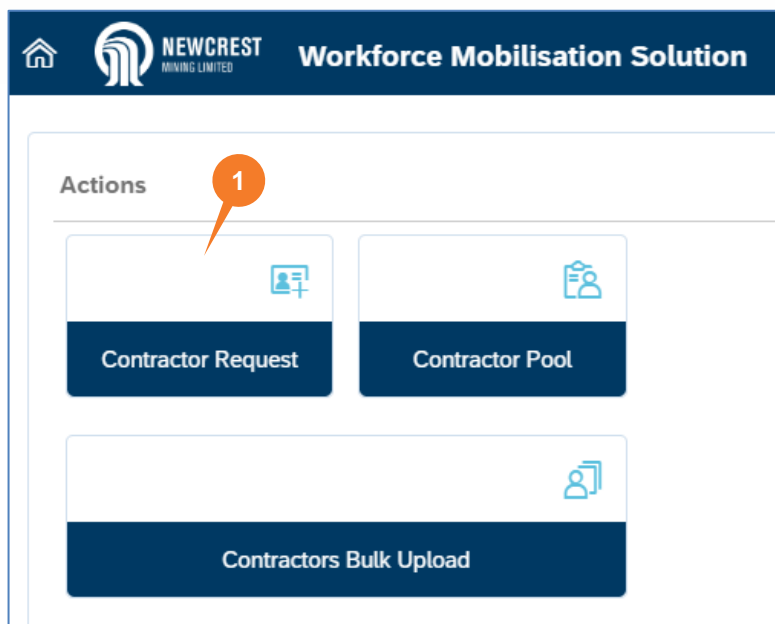 NEWCREST
MINING LIMITED
Workforce Mobilisation Solution
Actions
1
Contractor Request
Contractor Pool
Contractors Bulk Upload